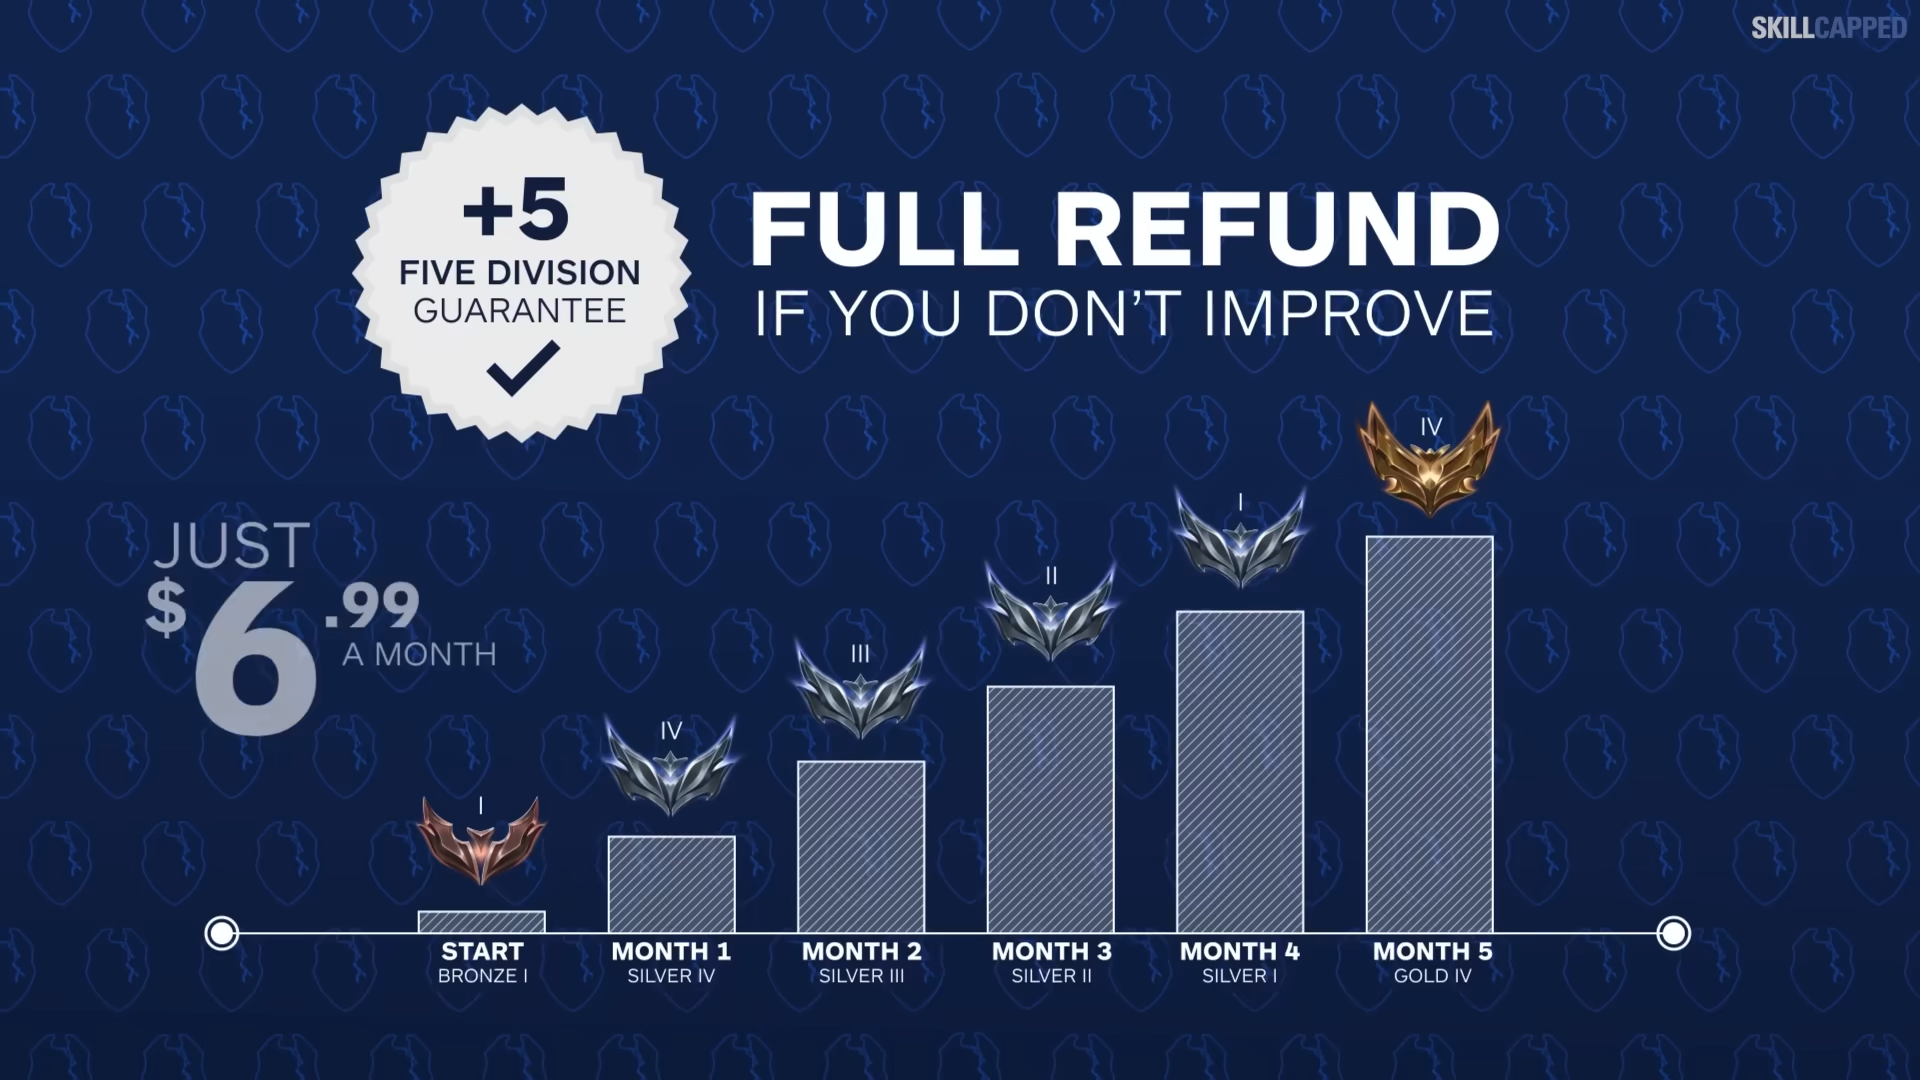 SKILLCAPPED
+5
FIVE DIVISION
GUARANTEE
FULL REFUND
IF YOU DON'T IMPROVE
JUST
$6.99
A MONTH
I
IV
III
II
I
IV
START
BRONZE I
MONTH 1
SILVER IV
MONTH 2
SILVER III
MONTH 3
SILVER II
MONTH 4
SILVER I
MONTH 5
GOLD IV